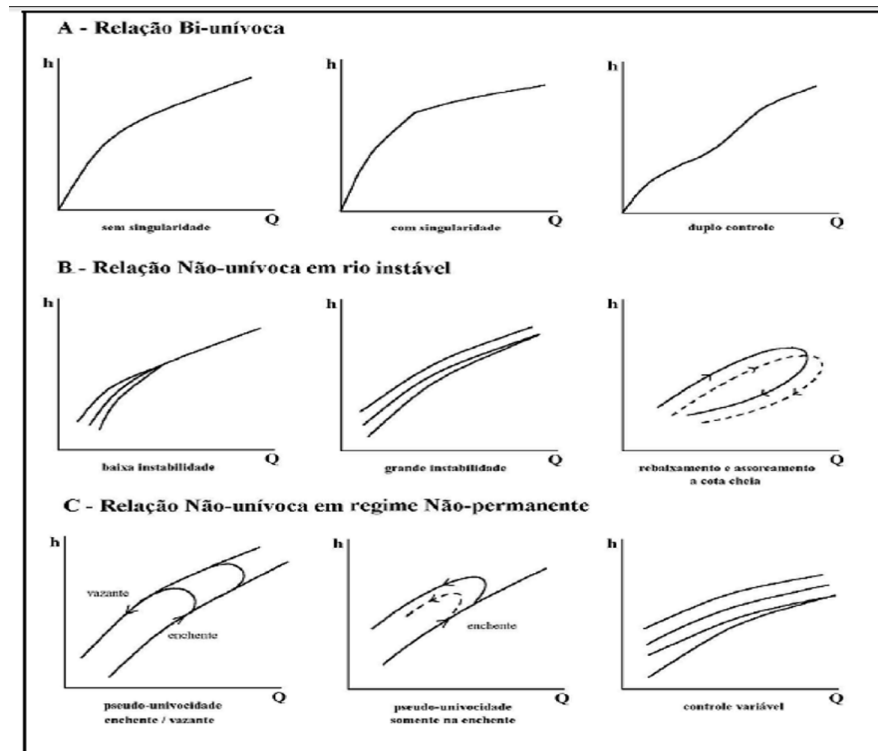 A - Relação Bi-unívoca
h
h
h
Q
Q
Q
sem singularidade
com singularidade
duplo controle
B - Relação Não-unívoca em rio instável
h
h
h
Q
Q
Q
baixa instabilidade
grande instabilidade
rebaixamento e assoreamento
a cota cheia
C - Relação Não-unívoca em regime Não-permanente
h
h
h
vazante
enchente
enchente
Q
Q
Q
pseudo-univocidade
enchente / vazante
pseudo-univocidade
somente na enchente
controle variável